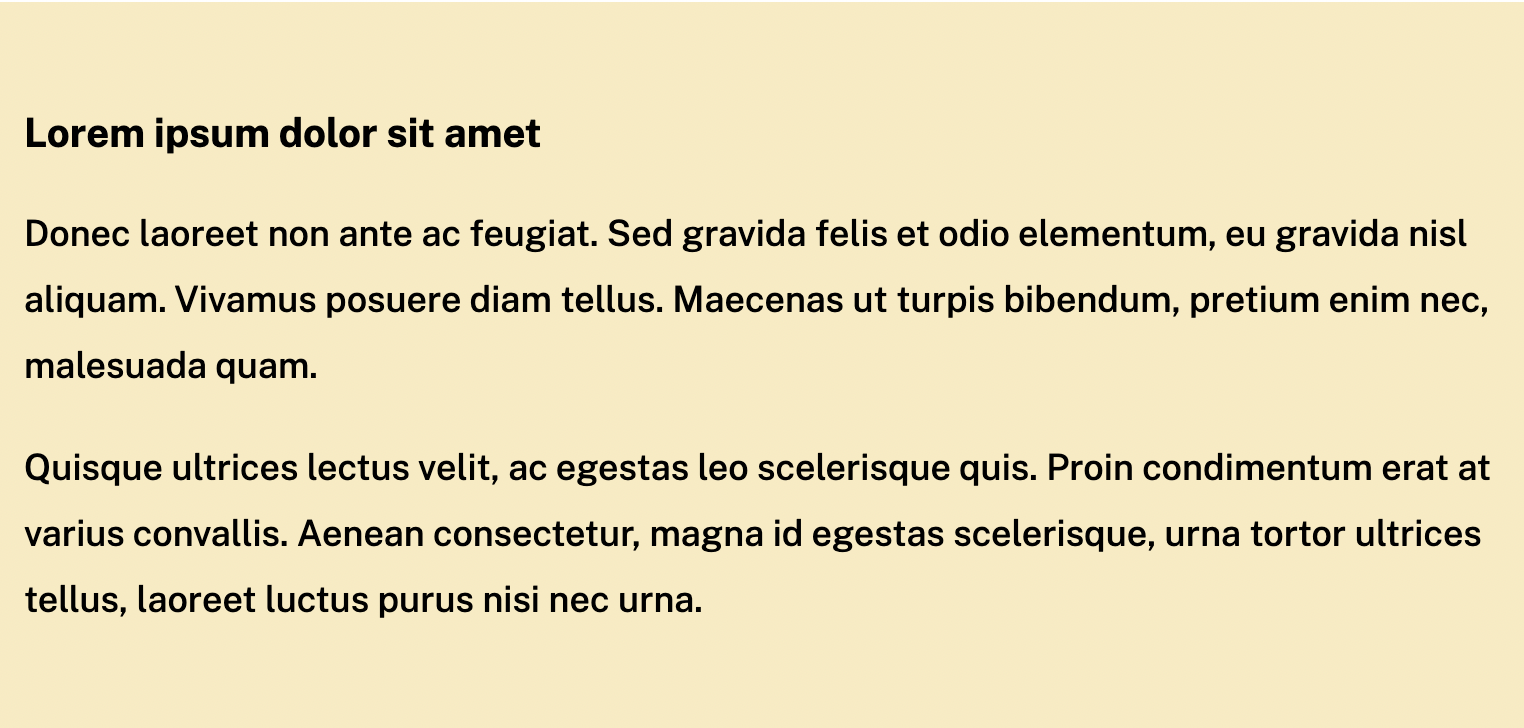 Lorem ipsum dolor sit amet
Donec laoreet non ante ac feugiat. Sed gravida felis et odio elementum, eu gravida nisl
aliquam. Vivamus posuere diam tellus. Maecenas ut turpis bibendum, pretium enim nec,
malesuada quam.
Quisque ultrices lectus velit, ac egestas leo scelerisque quis. Proin condimentum erat at
varius convallis. Aenean consectetur, magna id egestas scelerisque, urna tortor ultrices
tellus, laoreet luctus purus nisi nec urna.